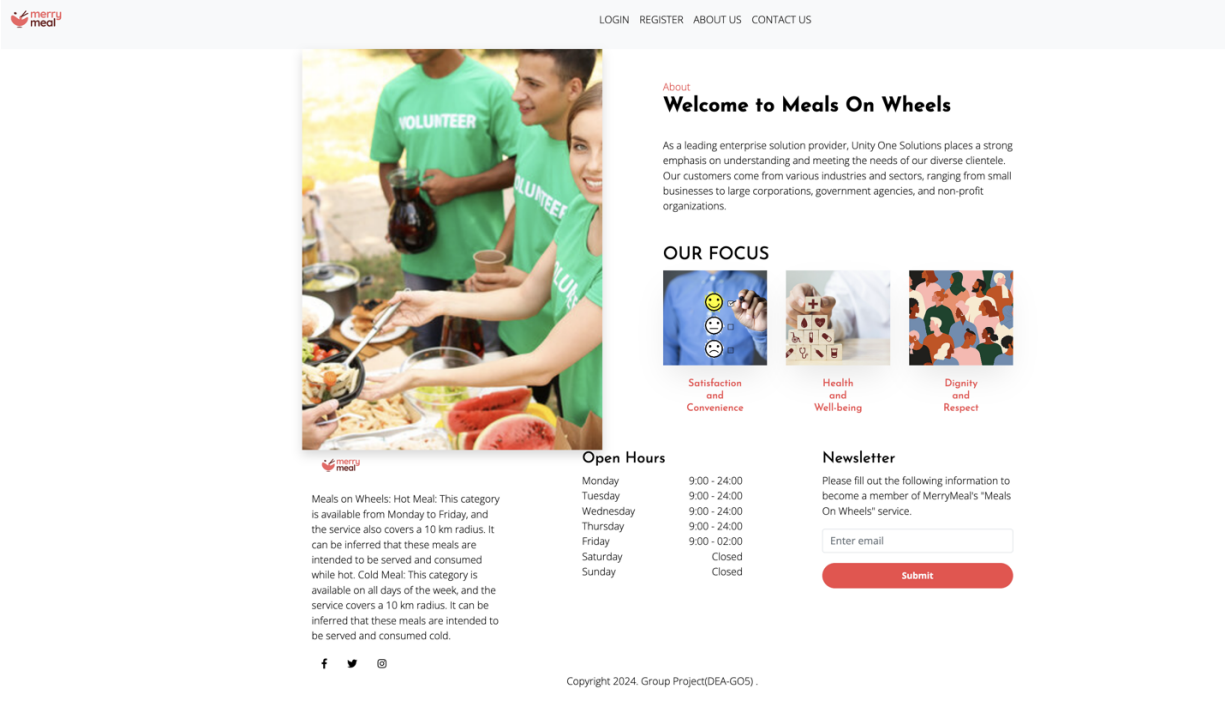 merry
meal
LOGIN REGISTER ABOUT US CONTACT US
VOLUNTEER
About
Welcome to Meals On Wheels
As a leading enterprise solution provider, Unity One Solutions places a strong
emphasis on understanding and meeting the needs of our diverse clientele.
Our customers come from various industries and sectors, ranging from small
businesses to large corporations, government agencies, and non-profit
organizations.
OUR FOCUS
Satisfaction
and
Convenience
Health
and
Well-being
Dignity
and
Respect
merry
meal
Meals on Wheels: Hot Meal: This category
is available from Monday to Friday, and
the service also covers a 10 km radius. It
can be inferred that these meals are
intended to be served and consumed
while hot. Cold Meal: This category is
available on all days of the week, and the
service covers a 10 km radius. It can be
inferred that these meals are intended to
be served and consumed cold.
Open Hours
Monday 9:00 - 24:00
Tuesday 9:00 - 24:00
Wednesday 9:00 - 24:00
Thursday 9:00 - 24:00
Friday 9:00 - 02:00
Saturday Closed
Sunday Closed
Newsletter
Please fill out the following information to
become a member of MerryMeal's "Meals
On Wheels" service.
Enter email
Submit
Copyright 2024. Group Project(DEA-GO5) .